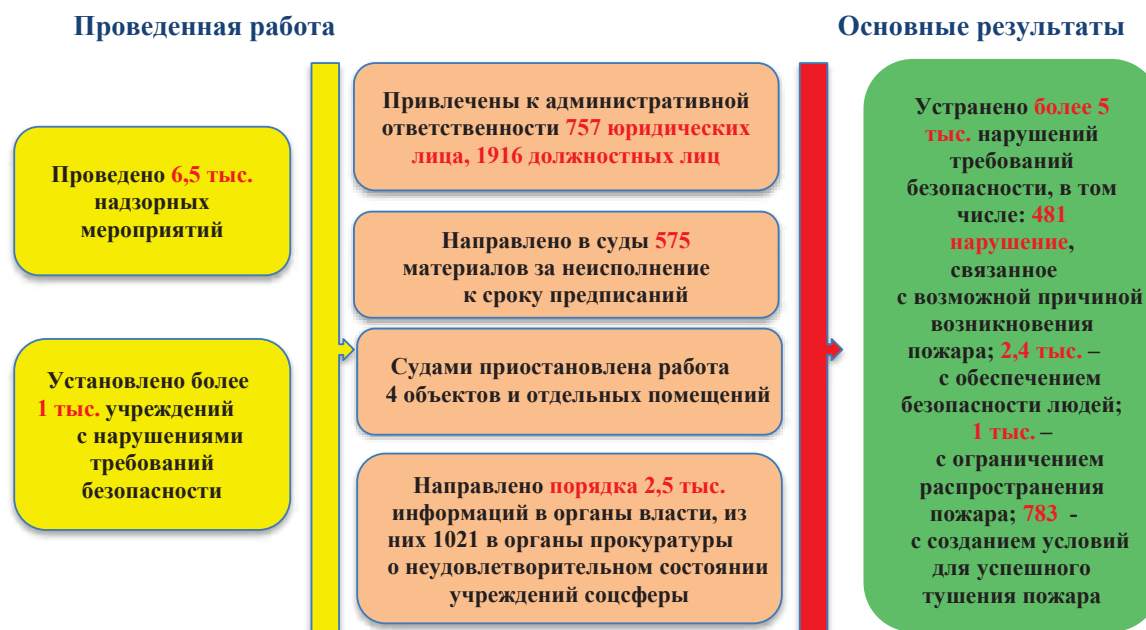 Проведенная работа
Проведено 6,5 тыс.
надзорных
мероприятий
Установлено более
1 тыс. учреждений
с нарушениями
требований
безопасности
Привлечены к административной
ответственности 757 юридических
лица, 1916 должностных лиц
Направлено в суды 575
материалов за неисполнение
к сроку предписаний
Судами приостановлена работа
4 объектов и отдельных помещений
Направлено порядка 2,5 тыс.
информаций в органы власти, из
них 1021 в органы прокуратуры
о неудовлетворительном состоянии
учреждений соцсферы
Основные результаты
Устранено более 5
тыс. нарушений
требований
безопасности, в том
числе: 481
нарушение,
связанное
с возможной причиной
возникновения
пожара; 2,4 тыс. –
с обеспечением
безопасности людей;
1 тыс. –
с ограничением
распространения
пожара; 783 -
с созданием условий
для успешного
тушения пожара